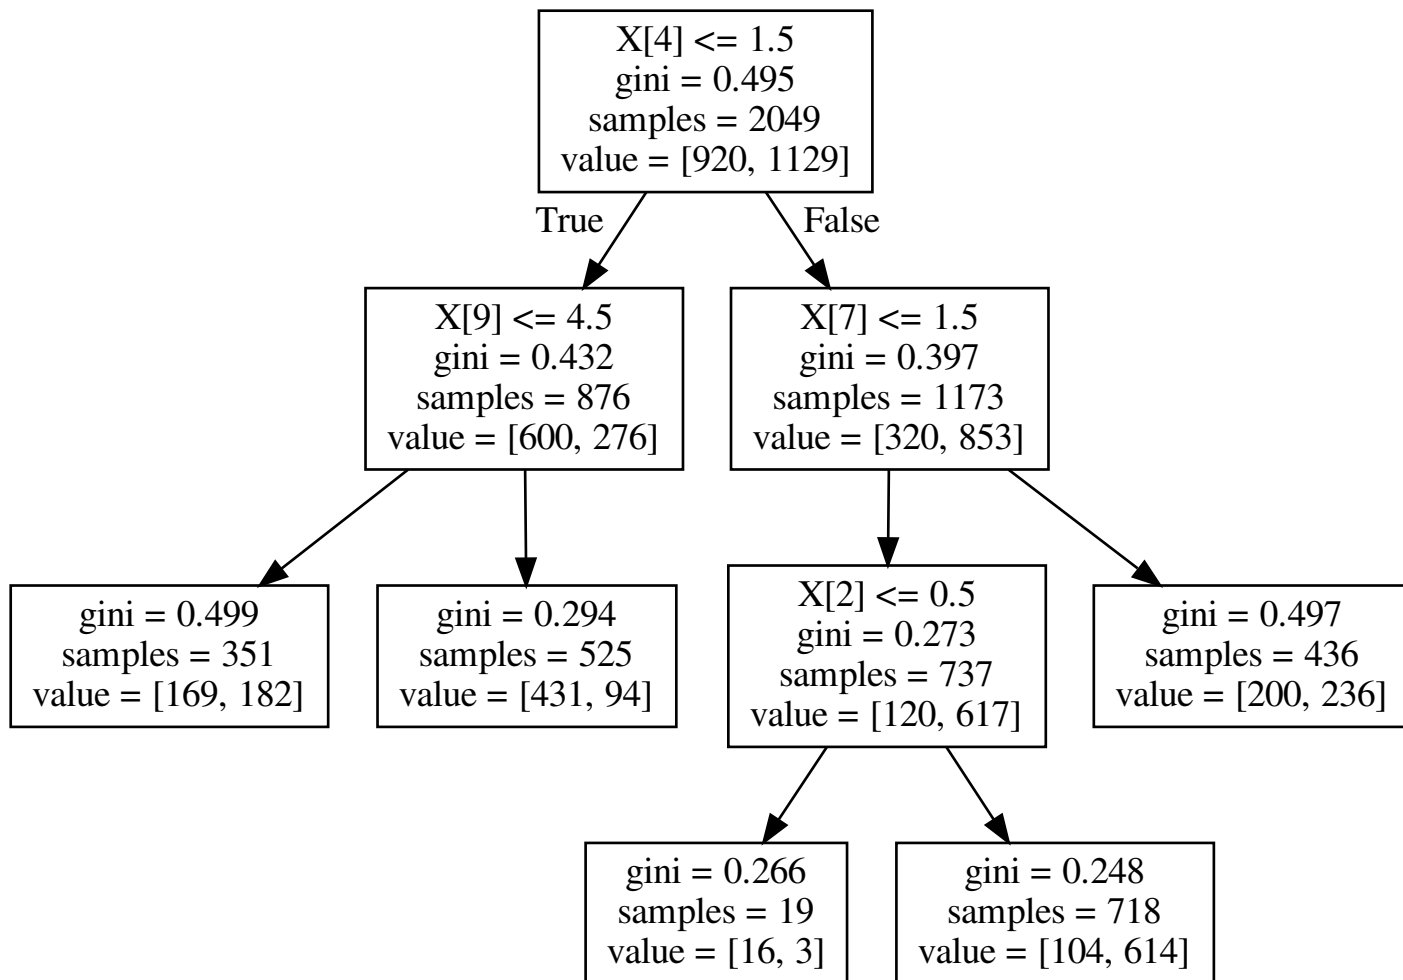 X[4] <= 1.5
gini = 0.495
samples = 2049
value = [920, 1129]
True
False
X[9] <= 4.5
gini = 0.432
samples = 876
value = [600, 276]
X[7] <= 1.5
gini = 0.397
samples = 1173
value = [320, 853]
gini = 0.499
samples = 351
value = [169, 182]
gini = 0.294
samples = 525
value = [431, 94]
X[2] <= 0.5
gini = 0.273
samples = 737
value = [120, 617]
gini = 0.497
samples = 436
value = [200, 236]
gini = 0.266
samples = 19
value = [16, 3]
gini = 0.248
samples = 718
value = [104, 614]